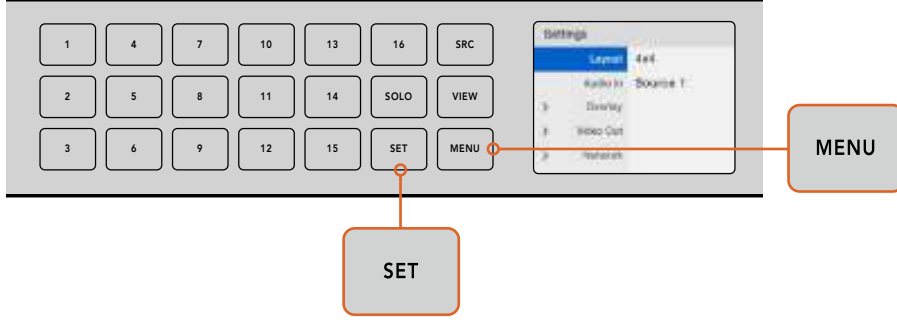 1 4 7 10 13 16 SRC
2 5 8 11 14 SOLO VIEW
3 6 9 12 15 SET MENU
Settings
Layout 4x4
Audio In Source 1
Overlay
Video Out
Network
MENU
SET